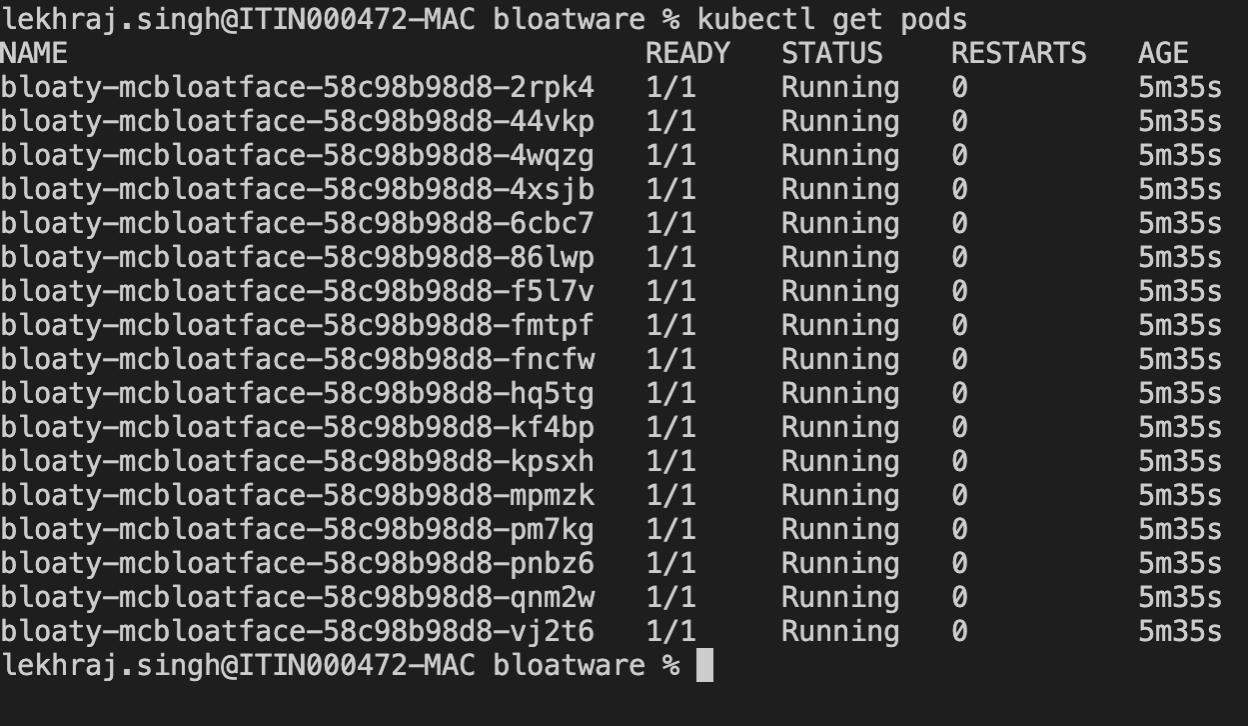 lekhraj.singh@ITIN000472-MAC bloatware % kubectl get pods
NAME READY STATUS RESTARTS AGE
bloaty-mcbloatface-58c98b98d8-2rpk4 1/1 Running 0 5m35s
bloaty-mcbloatface-58c98b98d8-44vkp 1/1 Running 0 5m35s
bloaty-mcbloatface-58c98b98d8-4wqzg 1/1 Running 0 5m35s
bloaty-mcbloatface-58c98b98d8-4xsjb 1/1 Running 0 5m35s
bloaty-mcbloatface-58c98b98d8-6cbc7 1/1 Running 0 5m35s
bloaty-mcbloatface-58c98b98d8-86lwp 1/1 Running 0 5m35s
bloaty-mcbloatface-58c98b98d8-f5l7v 1/1 Running 0 5m35s
bloaty-mcbloatface-58c98b98d8-fmtpf 1/1 Running 0 5m35s
bloaty-mcbloatface-58c98b98d8-fncfw 1/1 Running 0 5m35s
bloaty-mcbloatface-58c98b98d8-hq5tg 1/1 Running 0 5m35s
bloaty-mcbloatface-58c98b98d8-kf4bp 1/1 Running 0 5m35s
bloaty-mcbloatface-58c98b98d8-kpsxh 1/1 Running 0 5m35s
bloaty-mcbloatface-58c98b98d8-mpmzk 1/1 Running 0 5m35s
bloaty-mcbloatface-58c98b98d8-pm7kg 1/1 Running 0 5m35s
bloaty-mcbloatface-58c98b98d8-pnbz6 1/1 Running 0 5m35s
bloaty-mcbloatface-58c98b98d8-qnm2w 1/1 Running 0 5m35s
bloaty-mcbloatface-58c98b98d8-vj2t6 1/1 Running 0 5m35s
lekhraj.singh@ITIN000472-MAC bloatware %